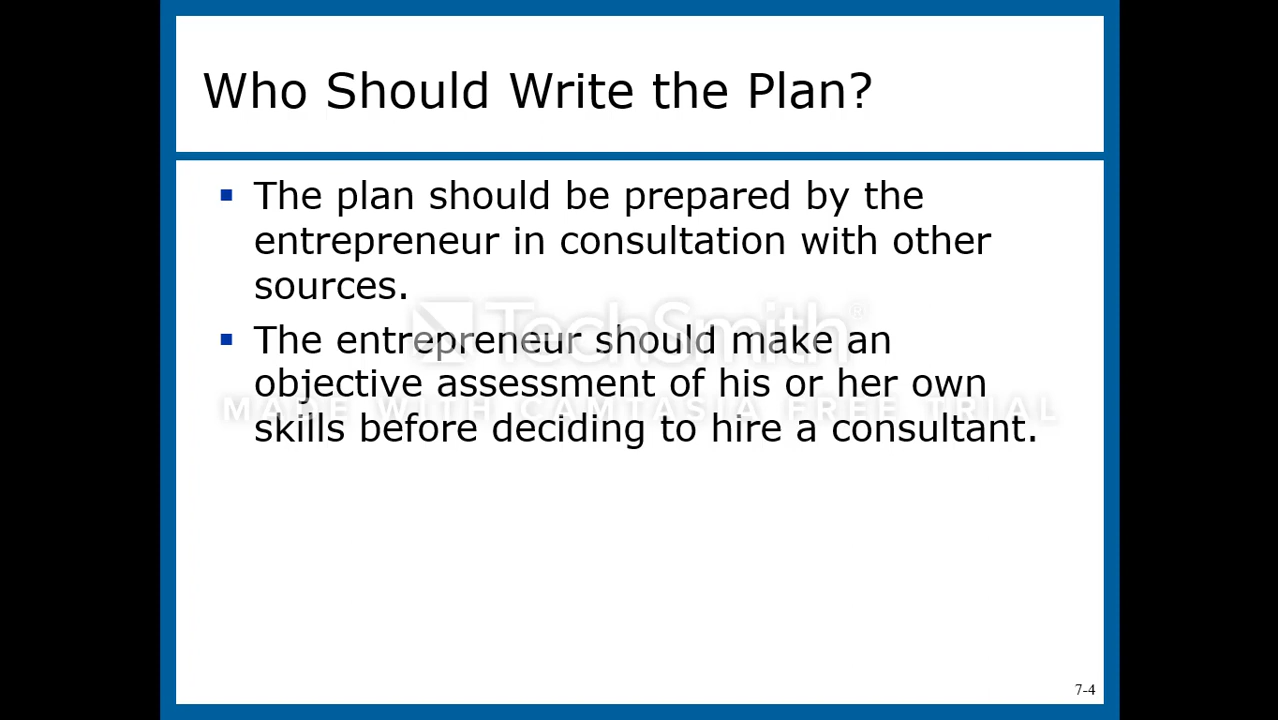 Who Should Write the Plan?
The plan should be prepared by the
entrepreneur in consultation with other
sources.
TechSmith®
The entrepreneur should make an
objective assessment of his or her own
MADE WITH CAMTASIA FREE TRIAL
skills before deciding to hire a consultant.
7-4